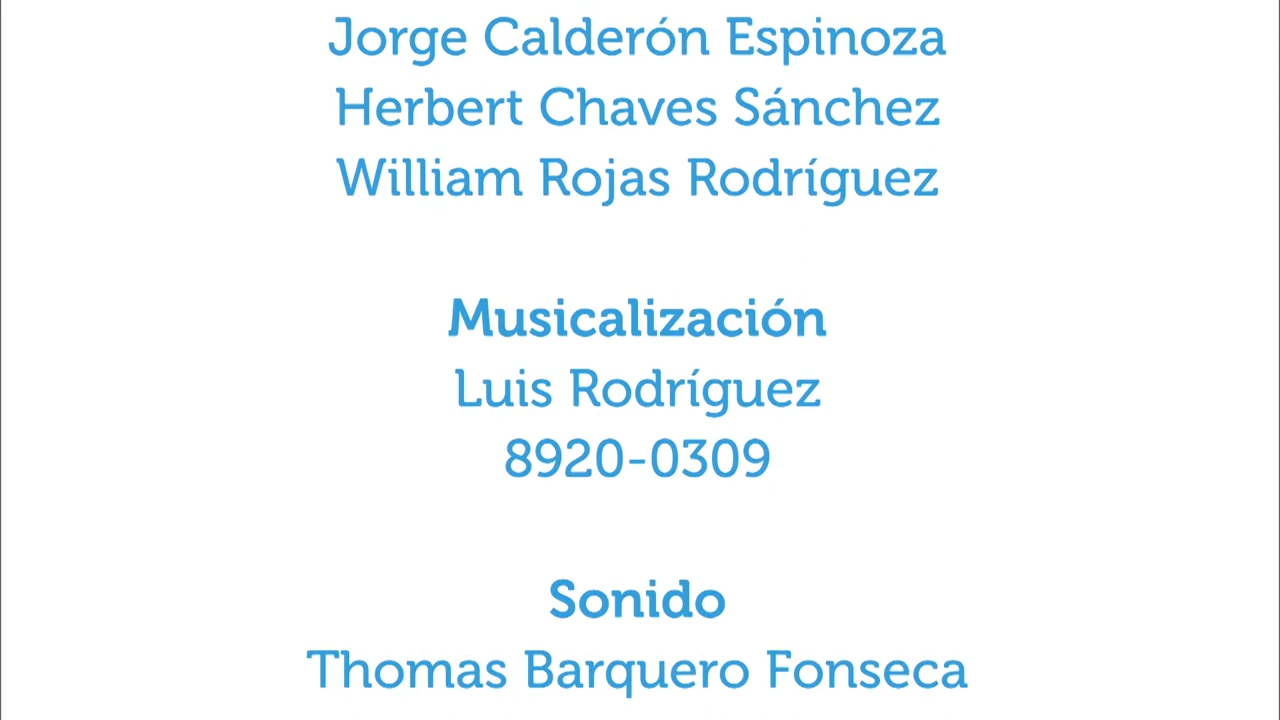 Jorge Calderón Espinoza
Herbert Chaves Sánchez
William Rojas Rodríguez
Musicalización
Luis Rodríguez
8920-0309
Sonido
Thomas Barquero Fonseca